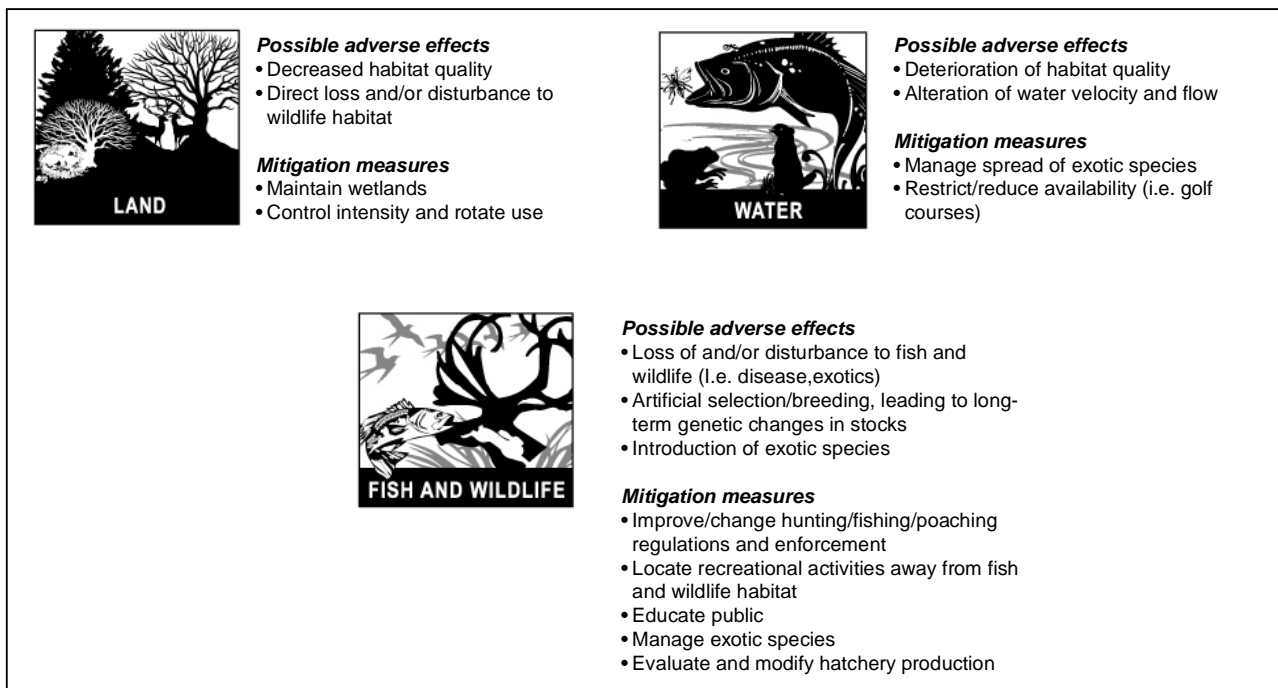 Possible adverse effects
• Decreased habitat quality
• Direct loss and/or disturbance to
wildlife habitat
Mitigation measures
• Maintain wetlands
• Control intensity and rotate use
LAND
Possible adverse effects
• Deterioration of habitat quality
• Alteration of water velocity and flow
Mitigation measures
• Manage spread of exotic species
• Restrict/reduce availability (i.e. golf
courses)
WATER
Possible adverse effects
• Loss of and/or disturbance to fish and
wildlife (I.e. disease,exotics)
• Artificial selection/breeding, leading to long-
term genetic changes in stocks
• Introduction of exotic species
FISH AND WILDLIFE
Mitigation measures
• Improve/change hunting/fishing/poaching
regulations and enforcement
• Locate recreational activities away from fish
and wildlife habitat
• Educate public
• Manage exotic species
• Evaluate and modify hatchery production